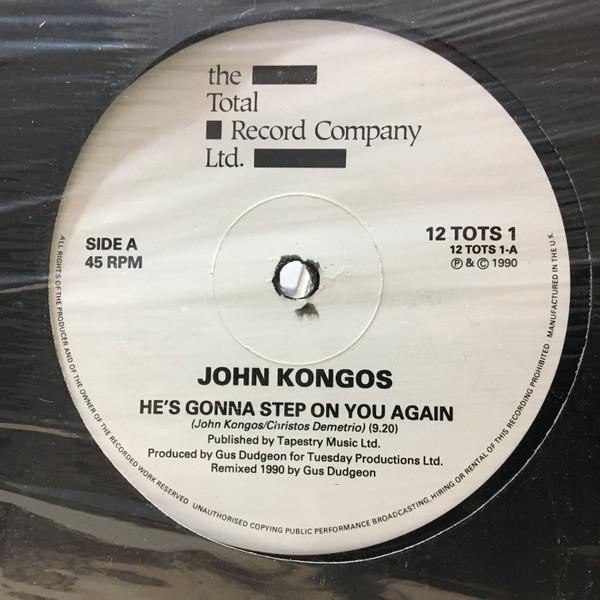 the
Total
Record Company
Ltd.
SIDE A
45 RPM
12 TOTS 1
12 TOTS 1-A
Ⓟ & © 1990
JOHN KONGOS
HE'S GONNA STEP ON YOU AGAIN
(John Kongos/Christos Demetrio) (9.20)
Published by Tapestry Music Ltd.
Produced by Gus Dudgeon for Tuesday Productions Ltd.
Remixed 1990 by Gus Dudgeon
ALL RIGHTS OF THE PRODUCER AND OF THE OWNER OF THE RECORDED WORK RESERVED UNAUTHORISED COPYING PUBLIC PERFORMANCE BROADCASTING, HIRING OR RENTAL OF THIS RECORDING PROHIBITED MANUFACTURED IN THE U.K.